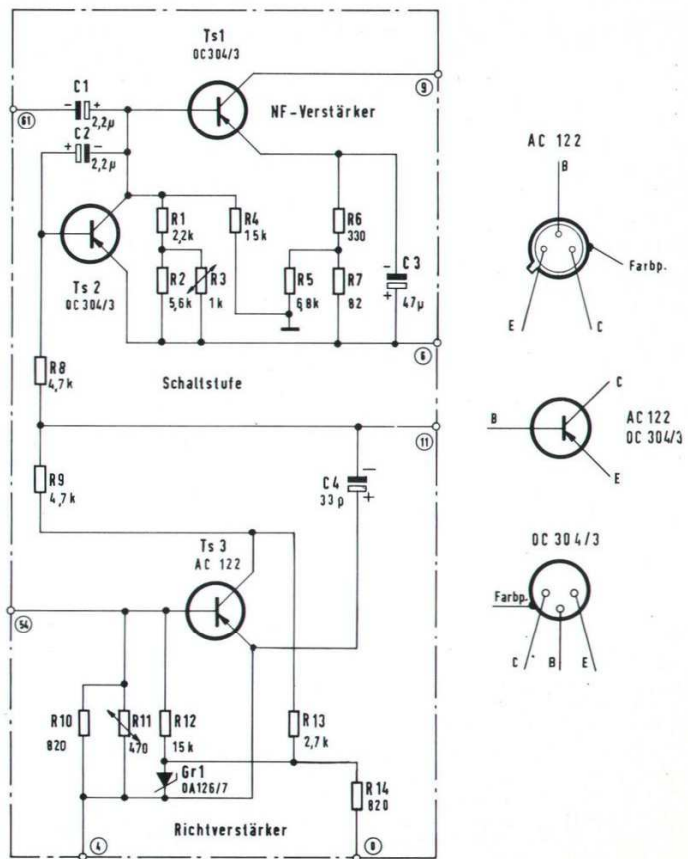 Ts1
OC304/3
C1
- +
2,2µ
61
9
NF-Verstärker
C2
+ -
2,2µ
AC 122
B
Farbp.
E
C
Ts 2
OC 304/3
R1
2,2k
R4
15k
R6
330
R2
5,6k
R3
1k
R5
6,8k
R7
82
C 3
-
+
47µ
6
R8
4,7k
Schaltstufe
C
B
AC 122
OC 304/3
E
11
R9
4,7k
C4
-
+
Ts 3
AC 122
OC 304/3
Farbp.
C
B
E
54
R10
820
R11
470
R12
15k
R13
2,7k
Gr1
OA126/7
R14
820
Richtverstärker
4